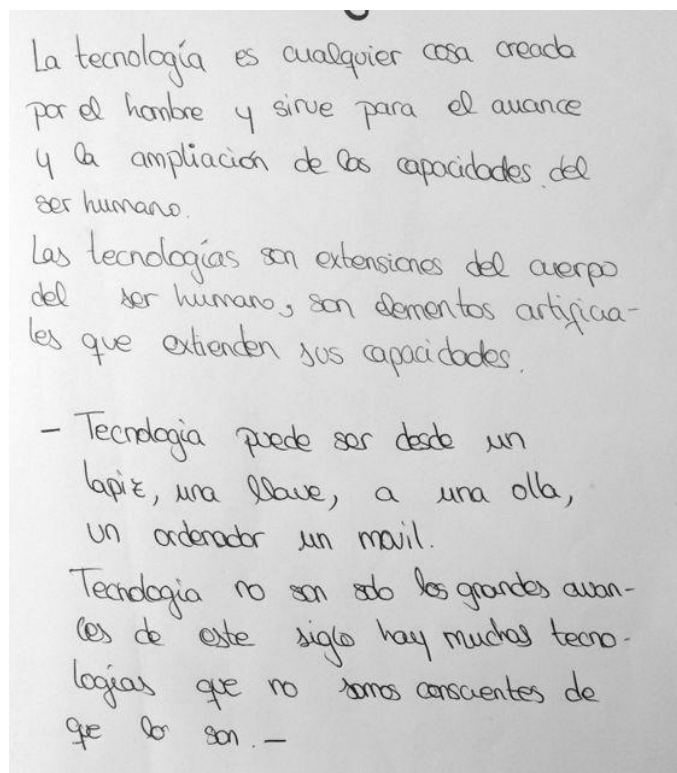 La tecnología es cualquier cosa creada
por el hombre y sirve para el avance
y la ampliación de las capacidades del
ser humano.
Las tecnologías son extensiones del cuerpo
del ser humano, son elementos artificia-
les que extienden sus capacidades.
- Tecnología puede ser desde un
lapiz, una llave, a una olla,
un ordenador un movil.
Tecnologia no son solo los grandes avan-
ces de este siglo hay muchas tecno-
logias que no somos conscientes de
que lo son. -